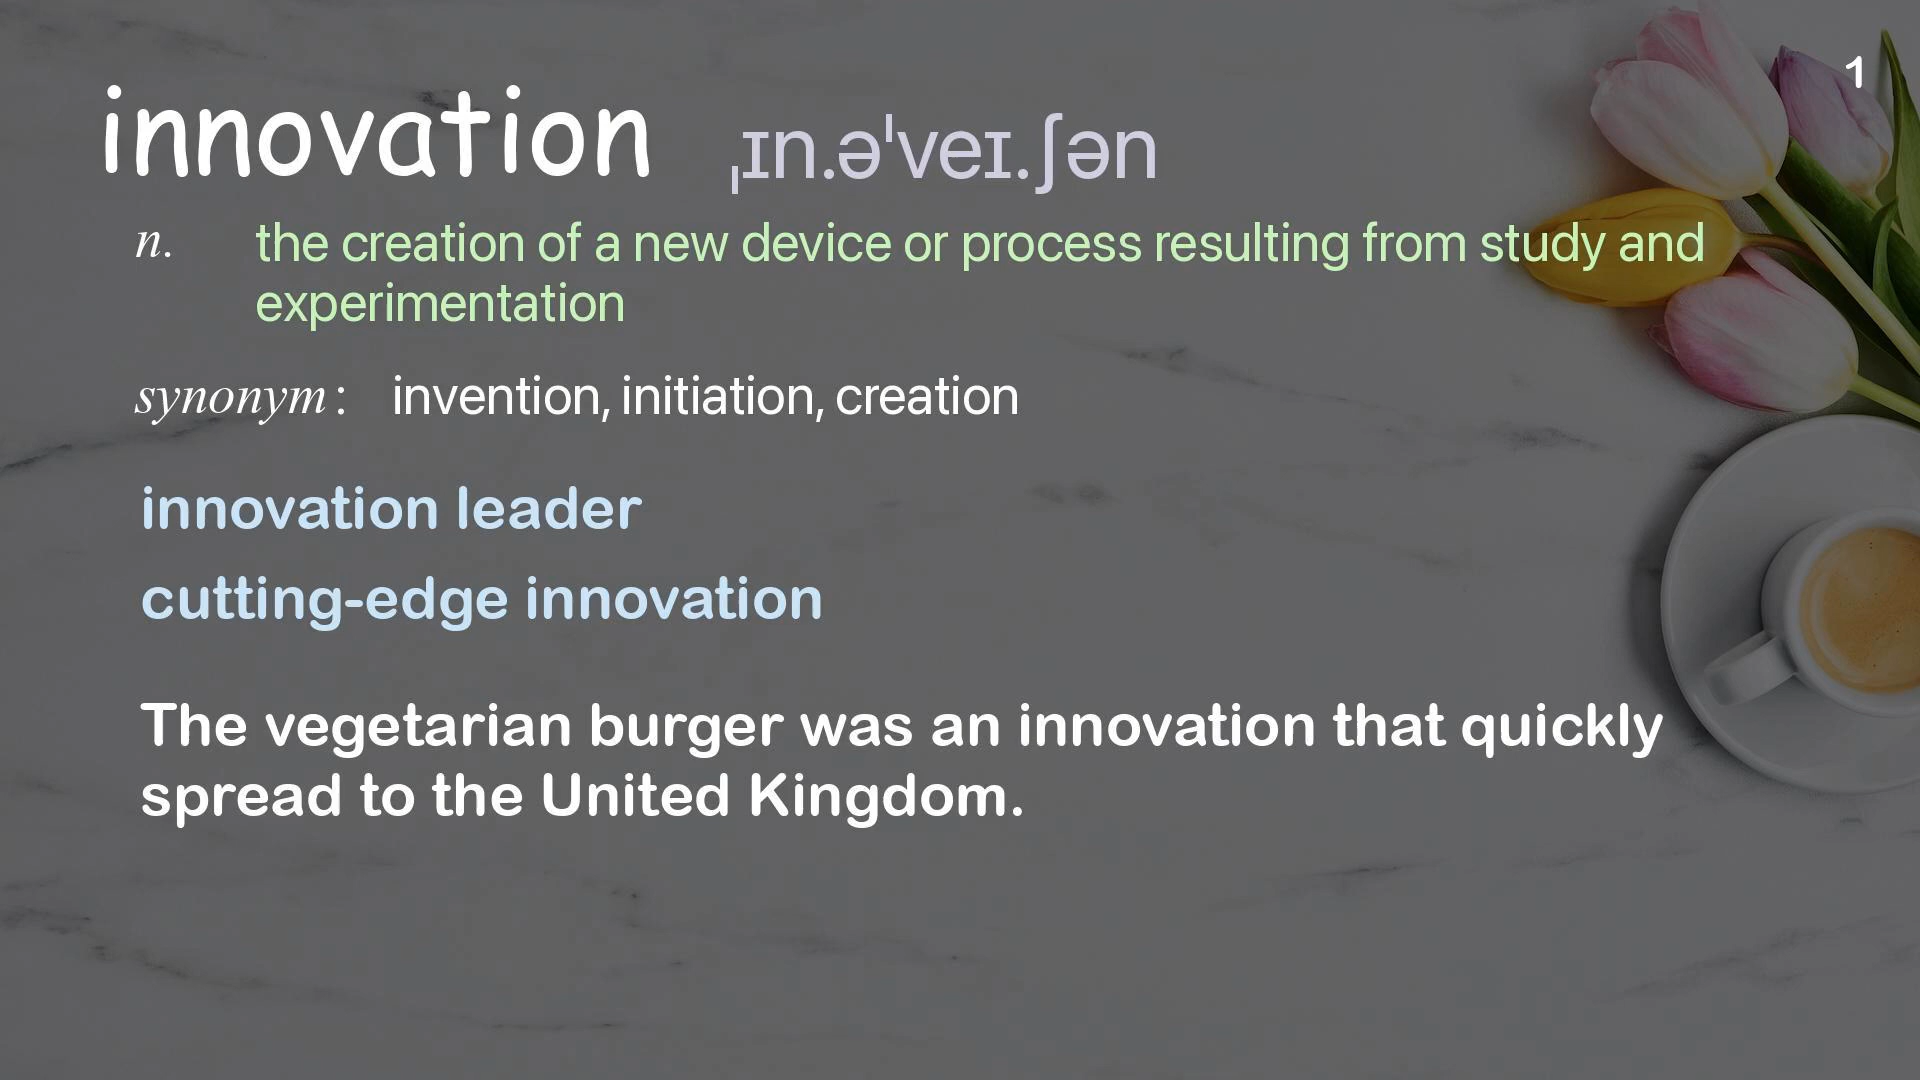 1
innovation ˌɪn.əˈveɪ.ʃən
n. the creation of a new device or process resulting from study and
experimentation
synonym : invention, initiation, creation
innovation leader
cutting-edge innovation
The vegetarian burger was an innovation that quickly
spread to the United Kingdom.